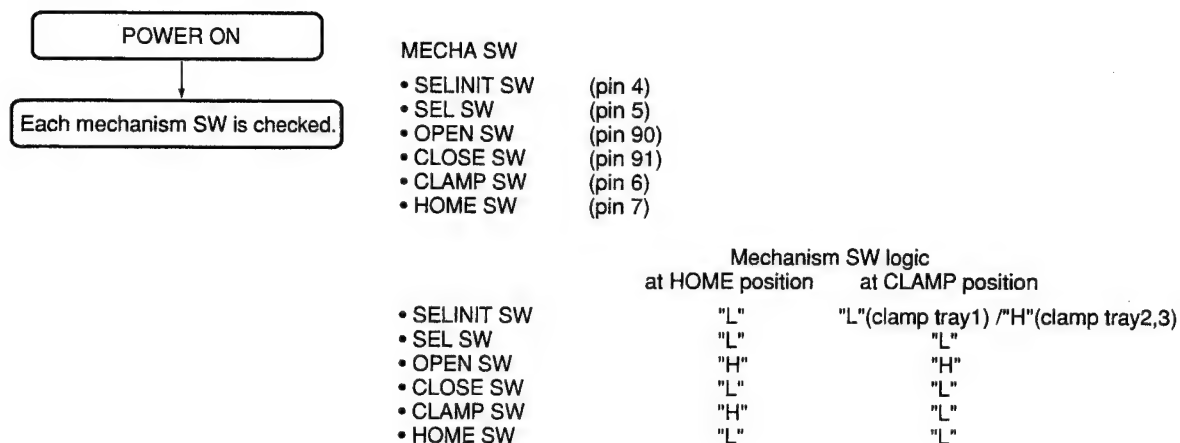 POWER ON
Each mechanism SW is checked.
MECHA SW
• SELINIT SW (pin 4)
• SEL SW (pin 5)
• OPEN SW (pin 90)
• CLOSE SW (pin 91)
• CLAMP SW (pin 6)
• HOME SW (pin 7)
Mechanism SW logic
at HOME position at CLAMP position
• SELINIT SW "L" "L"(clamp tray1) /"H"(clamp tray2,3)
• SEL SW "L" "L"
• OPEN SW "H" "H"
• CLOSE SW "L" "L"
• CLAMP SW "H" "L"
• HOME SW "L" "L"